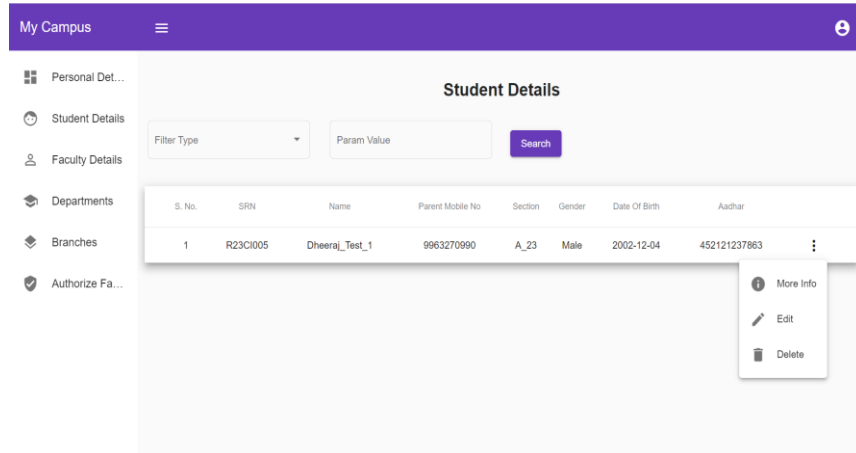 My Campus
Personal Det...
Student Details
Faculty Details
Departments
Branches
Authorize Fa...
Student Details
Filter Type Param Value Search
S. No. SRN Name Parent Mobile No Section Gender Date Of Birth Aadhar
1 R23CI005 Dheeraj_Test_1 9963270990 A_23 Male 2002-12-04 452121237863
More Info
Edit
Delete